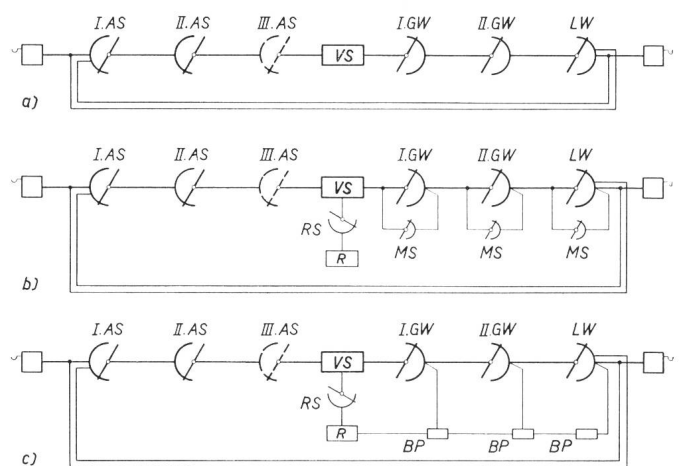 I.AS II.AS III.AS VS I.GW II.GW LW
a)
I.AS II.AS III.AS VS I.GW II.GW LW
RS R MS MS MS
b)
I.AS II.AS III.AS VS I.GW II.GW LW
RS R BP BP BP
c)